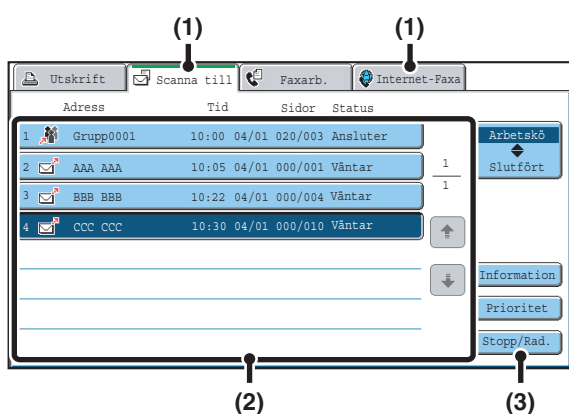 (1) (1)
Utskrift Scanna till Faxarb. Internet-Faxa
Adress Tid Sidor Status
1 Grupp0001 10:00 04/01 020/003 Ansluter
2 AAA AAA 10:05 04/01 000/001 Väntar
3 BBB BBB 10:22 04/01 000/004 Väntar
4 CCC CCC 10:30 04/01 000/010 Väntar
1
1
Arbetskö
Slutfört
Information
Prioritet
Stopp/Rad.
(2) (3)